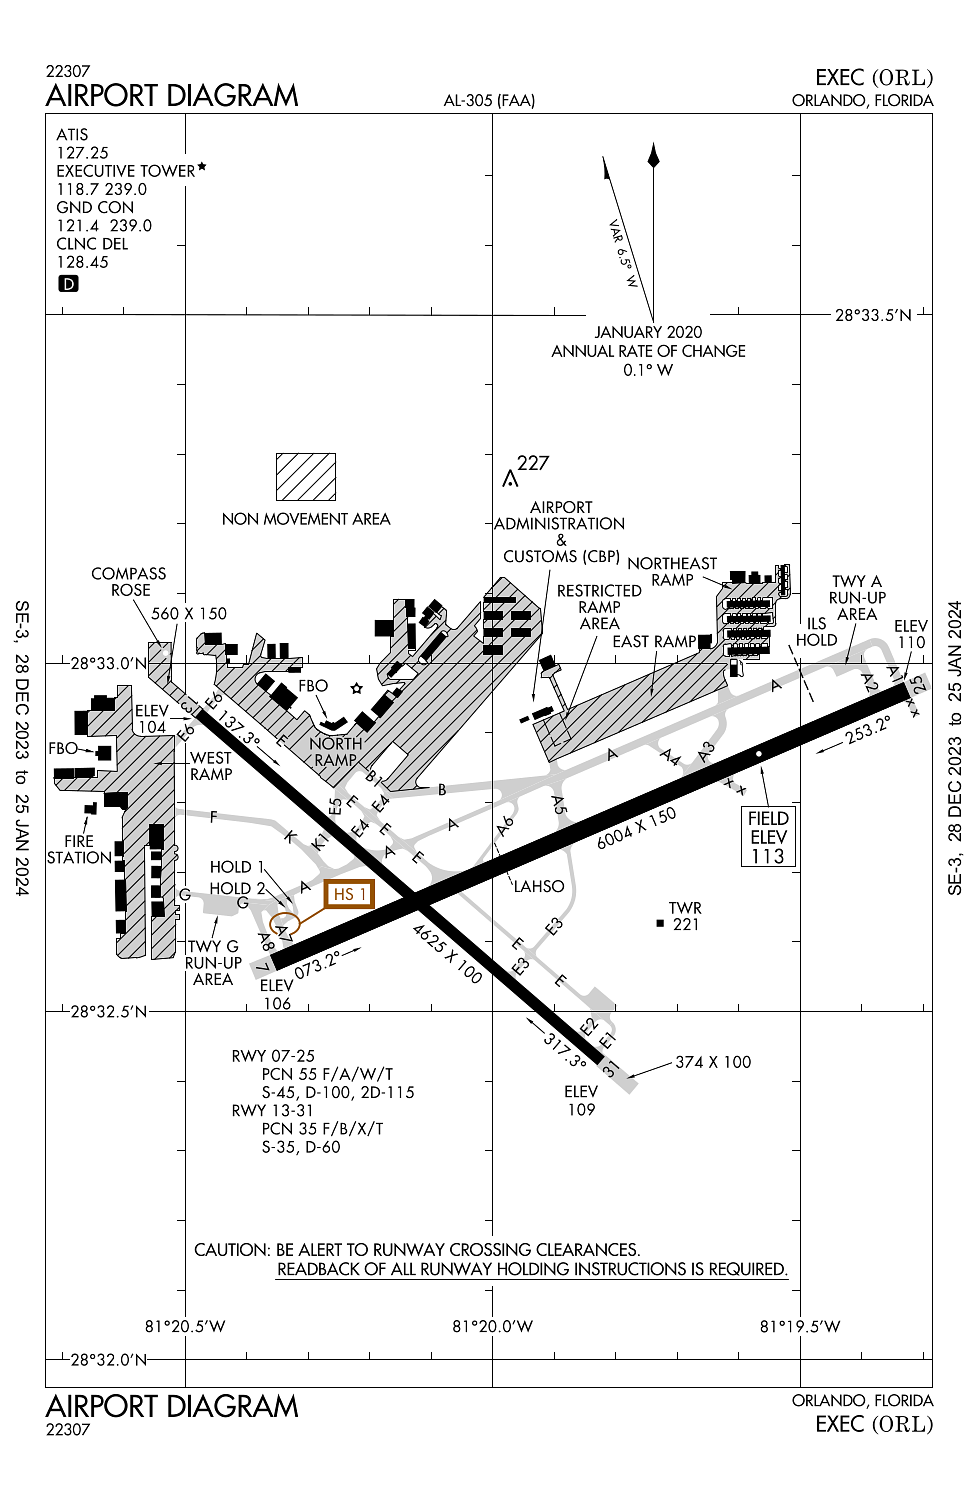 22307
AIRPORT DIAGRAM
AL-305 (FAA)
EXEC (ORL)
ORLANDO, FLORIDA
ATIS
127.25
EXECUTIVE TOWER★
118.7 239.0
GND CON
121.4 239.0
CLNC DEL
128.45
D
VAR 6.5° W
JANUARY 2020
ANNUAL RATE OF CHANGE
0.1° W
28°33.5'N
NON MOVEMENT AREA
227
AIRPORT
ADMINISTRATION
&
CUSTOMS (CBP)
RESTRICTED
RAMP
AREA
NORTHEAST
RAMP
EAST RAMP
TWY A
RUN-UP
AREA
ILS
HOLD
ELEV
110
COMPASS
ROSE
560 X 150
28°33.0'N
ELEV
104
FBO
FBO
NORTH
RAMP
WEST
RAMP
FIRE
STATION
13
E6
E6
137.3°
E
B1
B
E5
E
E4
E4
E
A
E
A
A6
A5
A
A4
A3
A
A2
A1
25
253.2°
F
K
K1
A
G
G
HOLD 1
HOLD 2
HS 1
A7
A8
7
073.2°
TWY G
RUN-UP
AREA
ELEV
106
LAHSO
6004 X 150
FIELD
ELEV
113
TWR
221
4625 X 100
E
E3
E3
E
E2
E1
31
317.3°
374 X 100
ELEV
109
28°32.5'N
RWY 07-25
PCN 55 F/A/W/T
S-45, D-100, 2D-115
RWY 13-31
PCN 35 F/B/X/T
S-35, D-60
CAUTION: BE ALERT TO RUNWAY CROSSING CLEARANCES.
READBACK OF ALL RUNWAY HOLDING INSTRUCTIONS IS REQUIRED.
81°20.5'W
81°20.0'W
81°19.5'W
28°32.0'N
SE-3, 28 DEC 2023 to 25 JAN 2024
SE-3, 28 DEC 2023 to 25 JAN 2024
AIRPORT DIAGRAM
22307
ORLANDO, FLORIDA
EXEC (ORL)